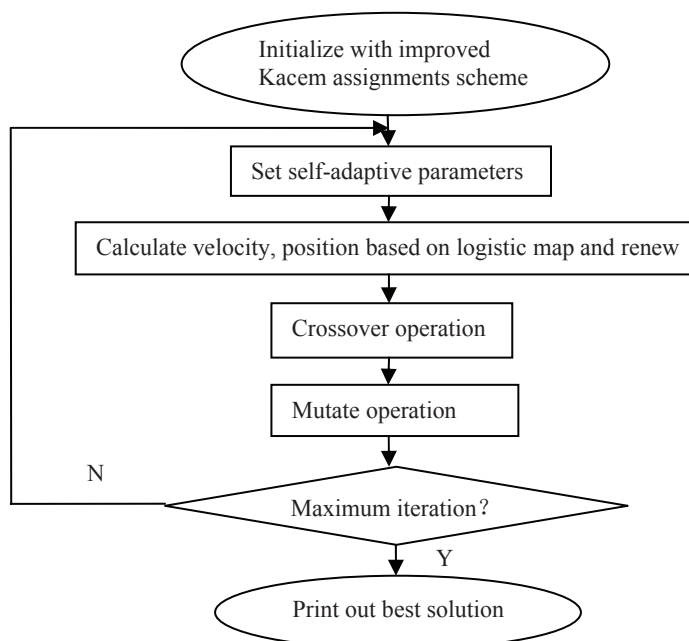 Initialize with improved
Kacem assignments scheme
Set self-adaptive parameters
Calculate velocity, position based on logistic map and renew
Crossover operation
Mutate operation
N
Maximum iteration？
Y
Print out best solution